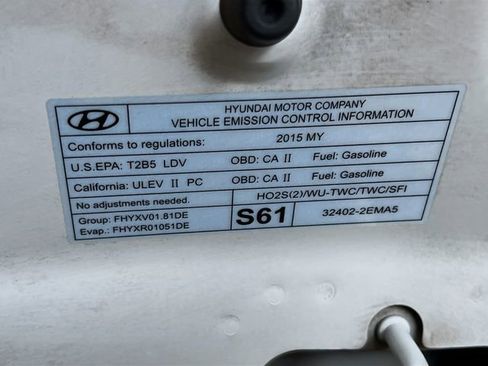 HYUNDAI MOTOR COMPANY
VEHICLE EMISSION CONTROL INFORMATION
Conforms to regulations: 2015 MY
U.S.EPA: T2B5 LDV OBD: CA II Fuel: Gasoline
California: ULEV II PC OBD: CA II Fuel: Gasoline
No adjustments needed. HO2S(2)/WU-TWC/TWC/SFI
Group: FHYXV01.81DE S61 32402-2EMA5
Evap.: FHYXR01051DE